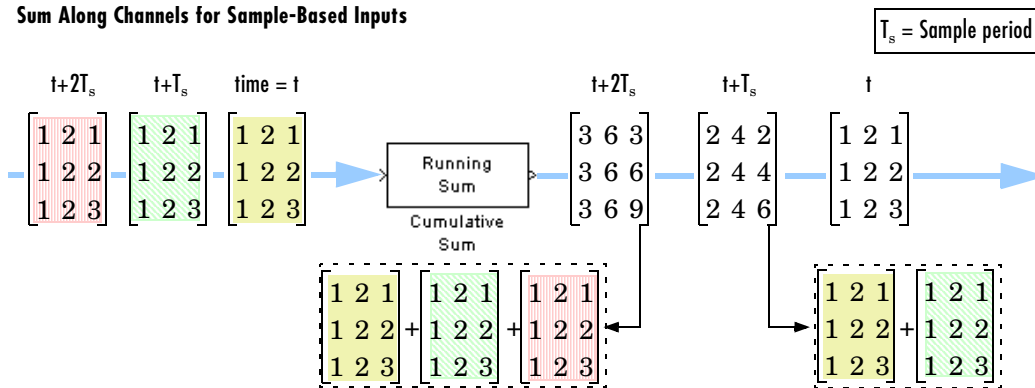 Sum Along Channels for Sample-Based Inputs
Tₛ = Sample period
t+2Tₛ t+Tₛ time = t t+2Tₛ t+Tₛ t
1 2 1 1 2 1 1 2 1 3 6 3 2 4 2 1 2 1
1 2 2 1 2 2 1 2 2 Running 3 6 6 2 4 4 1 2 2
Sum
1 2 3 1 2 3 1 2 3 3 6 9 2 4 6 1 2 3
Cumulative
Sum
1 2 1 1 2 1 1 2 1 1 2 1 1 2 1
1 2 2 + 1 2 2 + 1 2 2 1 2 2 + 1 2 2
1 2 3 1 2 3 1 2 3 1 2 3 1 2 3